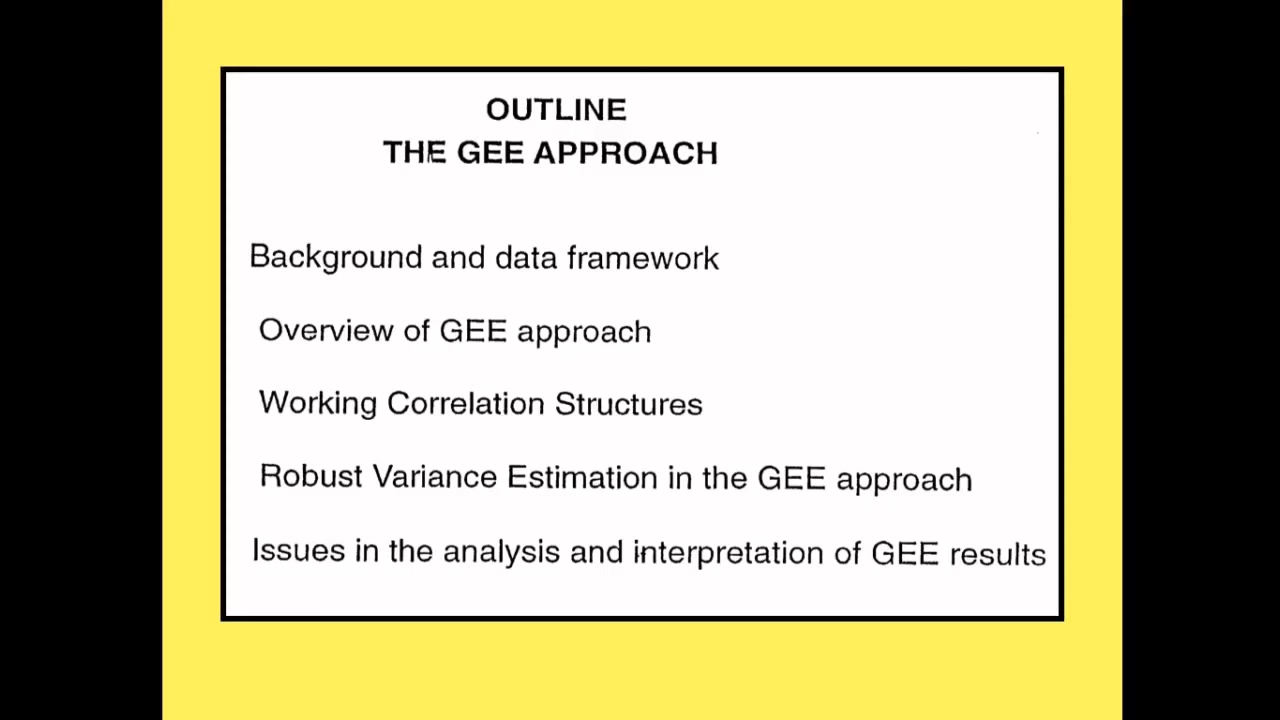 OUTLINE
THE GEE APPROACH
Background and data framework
Overview of GEE approach
Working Correlation Structures
Robust Variance Estimation in the GEE approach
Issues in the analysis and interpretation of GEE results